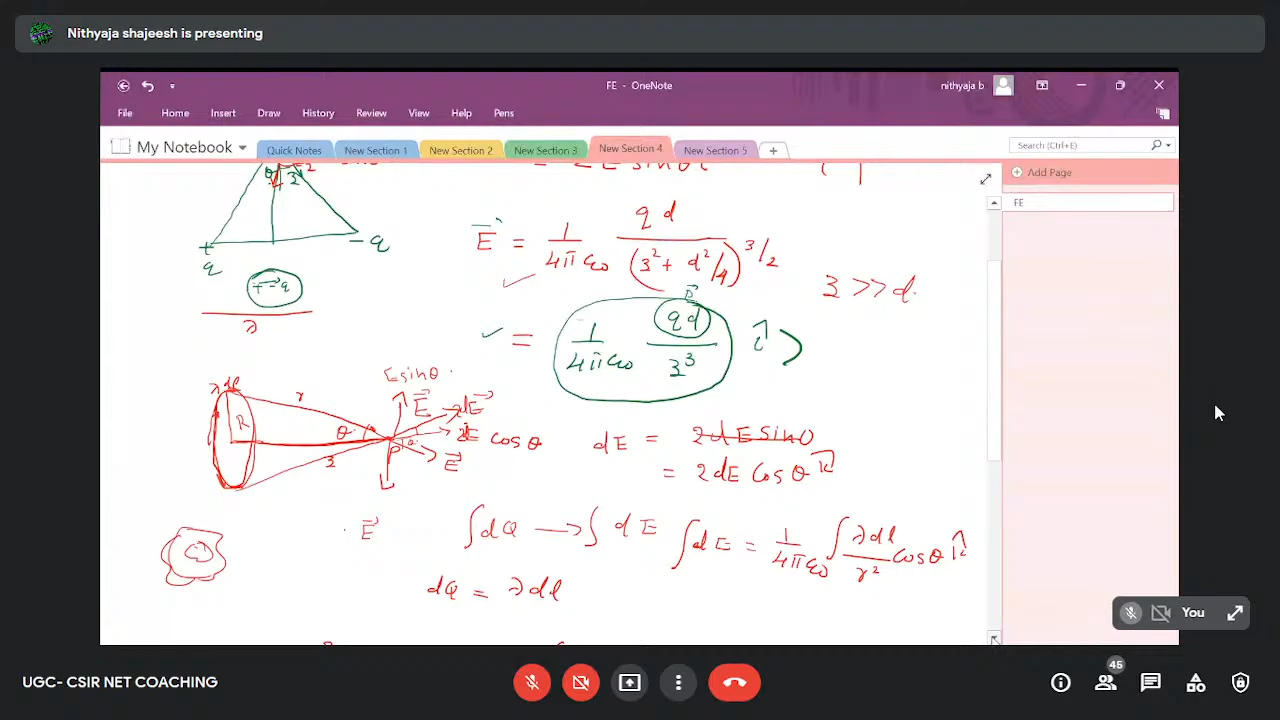 Nithyaja shajeesh is presenting
FE - OneNote
nithyaja b
File Home Insert Draw History Review View Help Pens
My Notebook
Quick Notes New Section 1 New Section 2 New Section 3 New Section 4 New Section 5
Search (Ctrl+E)
Add Page
FE
= 2E sinθ
E⃗ = 1/4πε₀ qd/(z² + d²/4)^3/2
z >> d.
+q -q
+ → -q
λ
= 1/4πε₀ qd/z³ î
p⃗
E sinθ
λ dl
r
R
θ
z
P
E⃗
dE⃗
2E cosθ
E⃗
dE = 2dE sinθ
= 2dE cosθ k̂
E⃗
∫dQ → ∫dE
∫dE = 1/4πε₀ ∫ λdl/r² cosθ k̂
dQ = λdl
You
UGC- CSIR NET COACHING
45